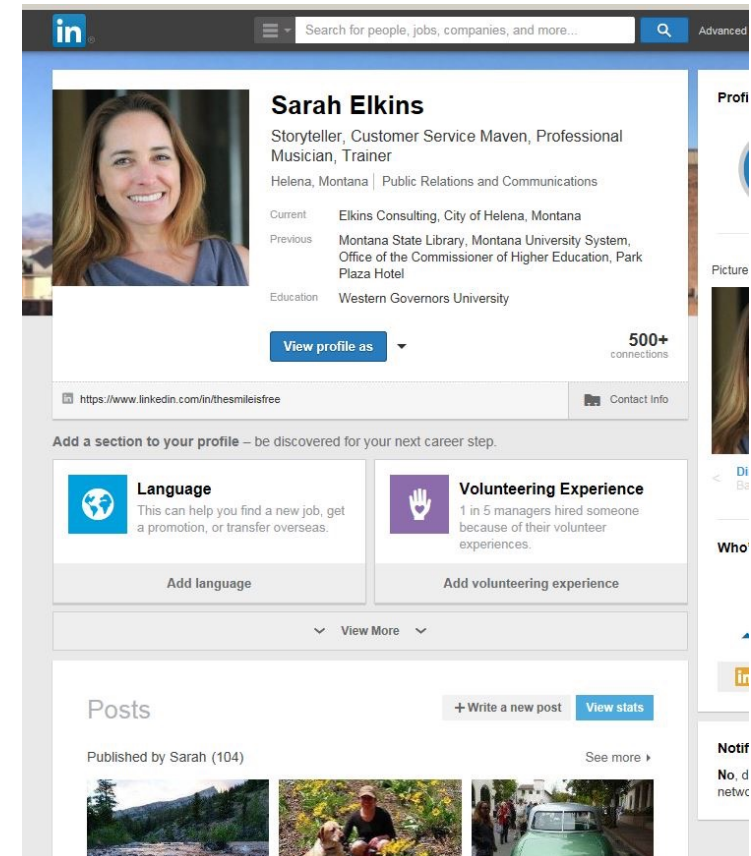 in
Search for people, jobs, companies, and more...
Advanced
Sarah Elkins
Storyteller, Customer Service Maven, Professional
Musician, Trainer
Helena, Montana | Public Relations and Communications
Current Elkins Consulting, City of Helena, Montana
Previous Montana State Library, Montana University System,
Office of the Commissioner of Higher Education, Park
Plaza Hotel
Education Western Governors University
View profile as
500+
connections
https://www.linkedin.com/in/thesmileisfree
Contact Info
Add a section to your profile – be discovered for your next career step.
Language
This can help you find a new job, get
a promotion, or transfer overseas.
Add language
Volunteering Experience
1 in 5 managers hired someone
because of their volunteer
experiences.
Add volunteering experience
View More
Posts
+ Write a new post
View stats
Published by Sarah (104)
See more
Profi
Picture
Di
Ba
Who'
in
Notif
No, d
netwo